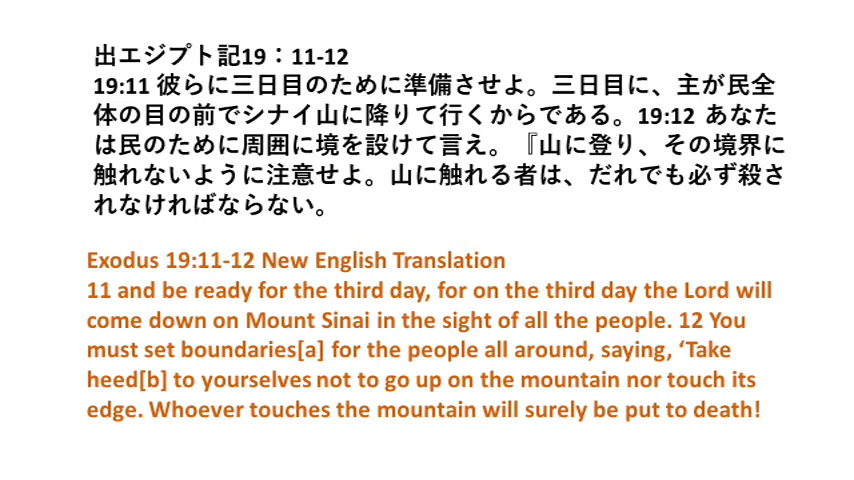 出エジプト記19：11-12
19:11 彼らに三日目のために準備させよ。三日目に、主が民全
体の目の前でシナイ山に降りて行くからである。19:12 あなた
は民のために周囲に境を設けて言え。『山に登り、その境界に
触れないように注意せよ。山に触れる者は、だれでも必ず殺さ
れなければならない。
Exodus 19:11-12 New English Translation
11 and be ready for the third day, for on the third day the Lord will
come down on Mount Sinai in the sight of all the people. 12 You
must set boundaries[a] for the people all around, saying, ‘Take
heed[b] to yourselves not to go up on the mountain nor touch its
edge. Whoever touches the mountain will surely be put to death!